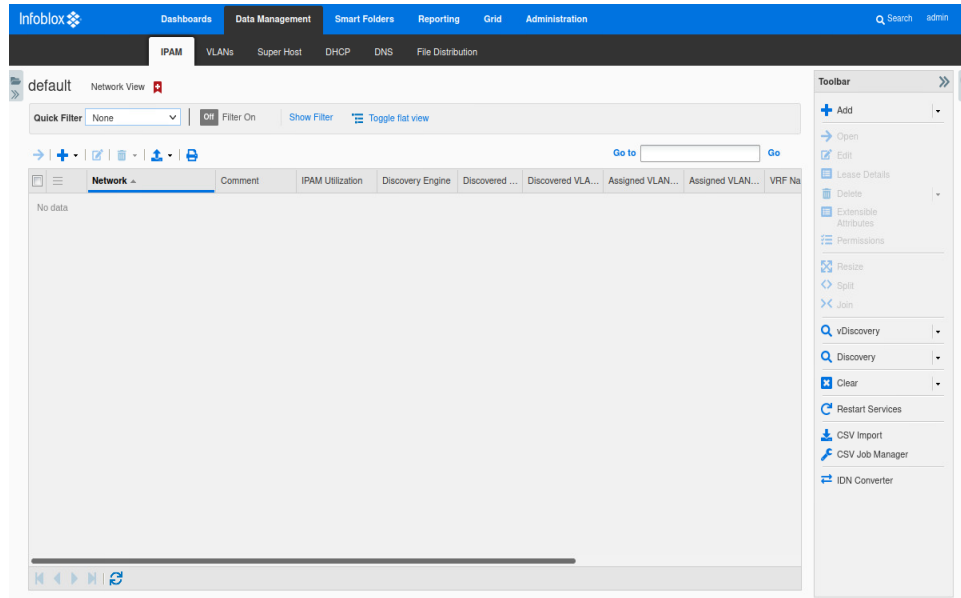 Infoblox Dashboards Data Management Smart Folders Reporting Grid Administration Search admin
IPAM VLANs Super Host DHCP DNS File Distribution
default Network View
Quick Filter None Off Filter On Show Filter Toggle flat view
Go to Go
Network Comment IPAM Utilization Discovery Engine Discovered ... Discovered VLA... Assigned VLAN... Assigned VLAN... VRF Na
No data
Toolbar
Add
Open
Edit
Lease Details
Delete
Extensible
Attributes
Permissions
Resize
Split
Join
vDiscovery
Discovery
Clear
Restart Services
CSV Import
CSV Job Manager
IDN Converter